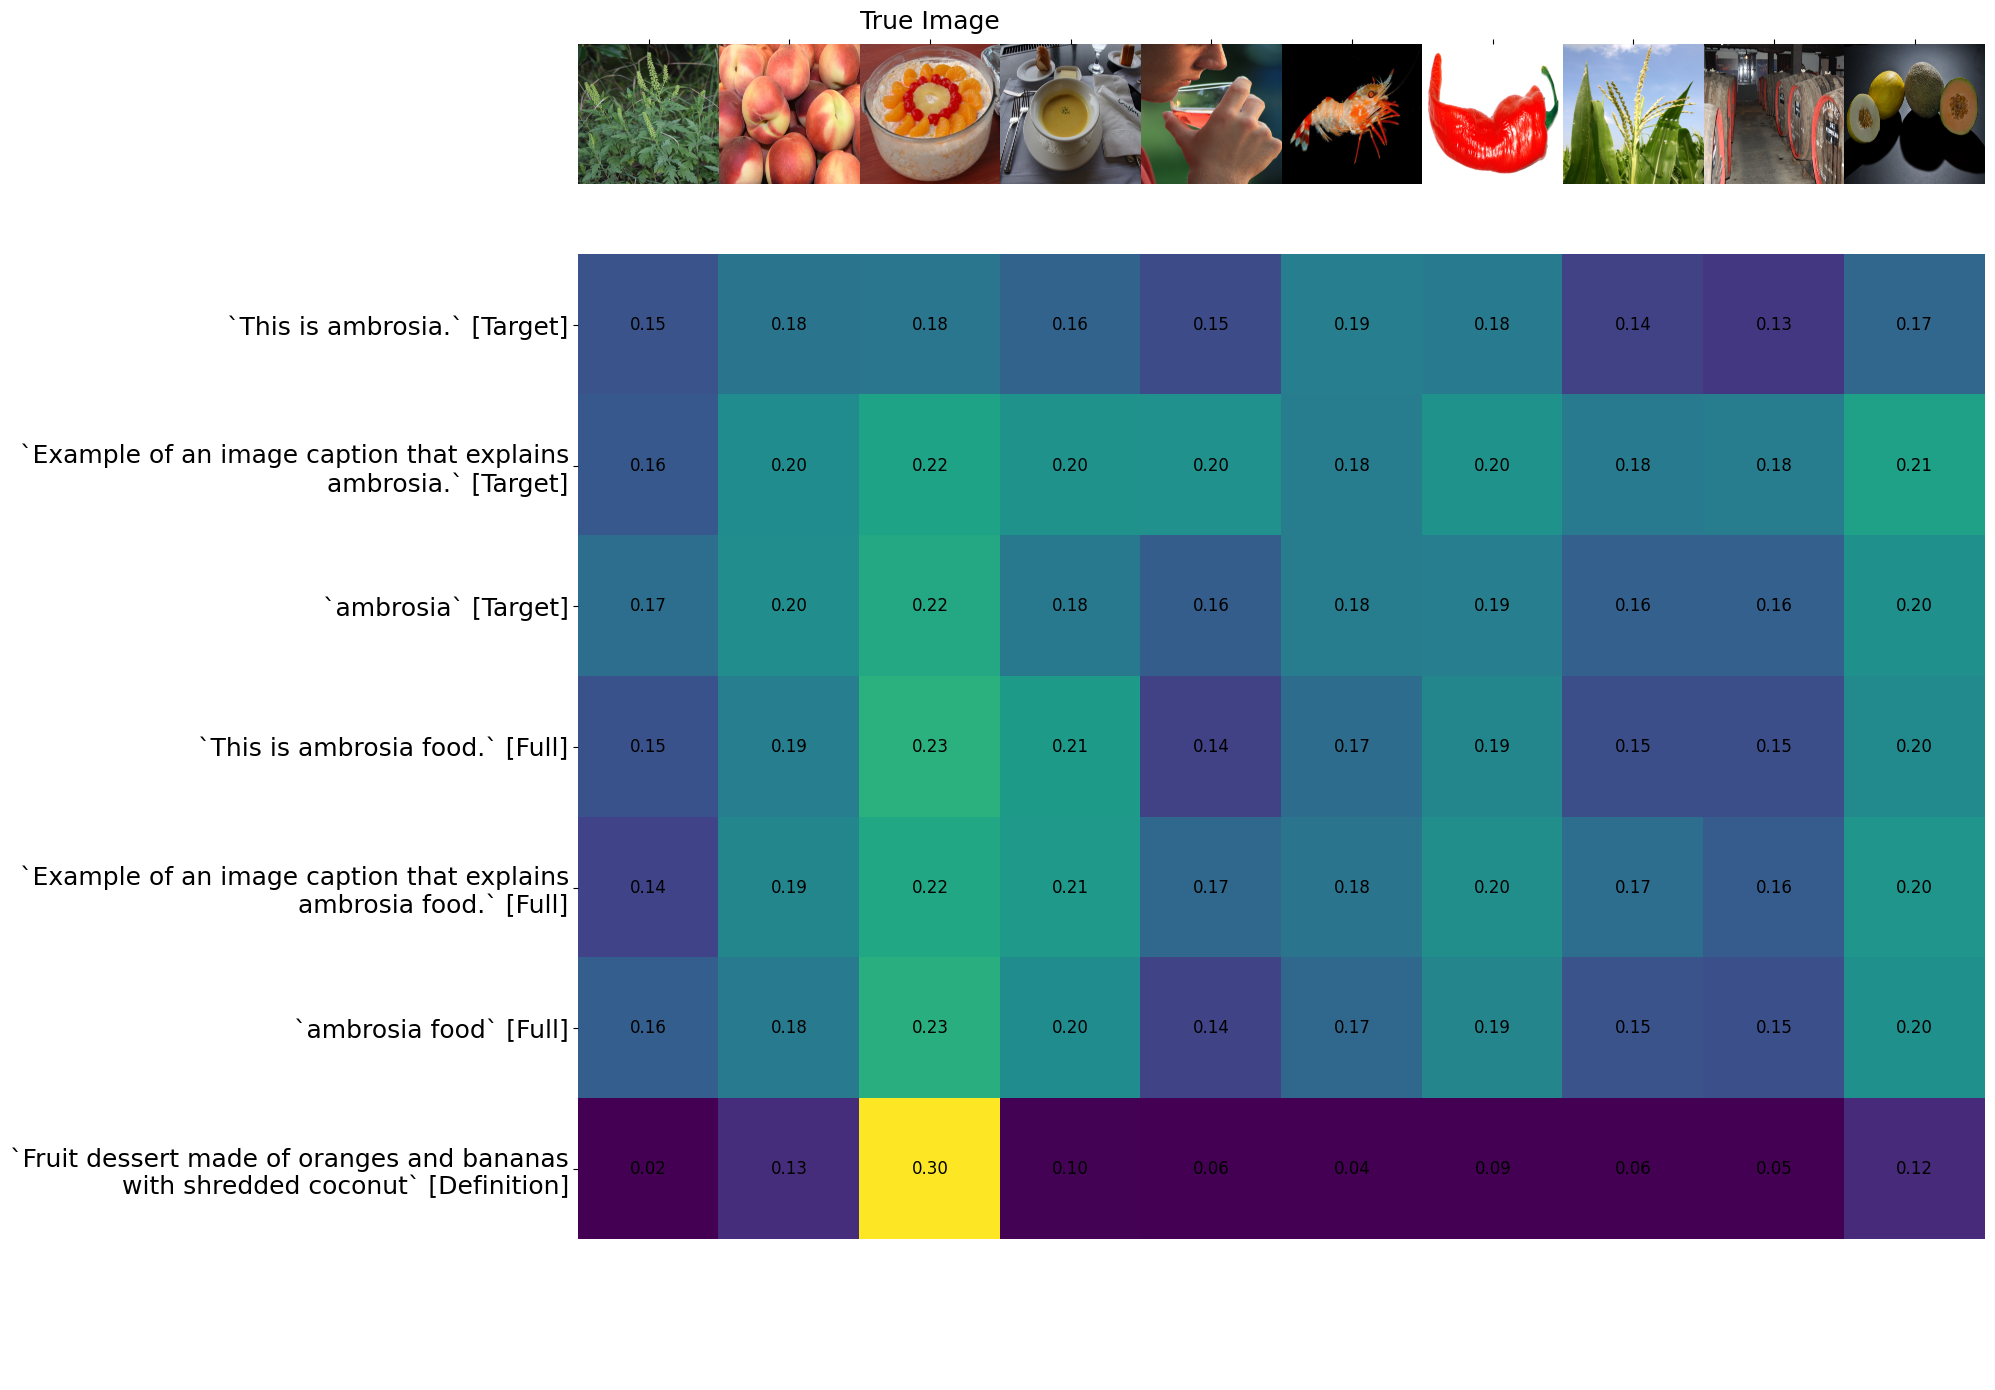 True Image
`This is ambrosia.` [Target]
0.15 0.18 0.18 0.16 0.15 0.19 0.18 0.14 0.13 0.17
`Example of an image caption that explains
ambrosia.` [Target]
0.16 0.20 0.22 0.20 0.20 0.18 0.20 0.18 0.18 0.21
`ambrosia` [Target]
0.17 0.20 0.22 0.18 0.16 0.18 0.19 0.16 0.16 0.20
`This is ambrosia food.` [Full]
0.15 0.19 0.23 0.21 0.14 0.17 0.19 0.15 0.15 0.20
`Example of an image caption that explains
ambrosia food.` [Full]
0.14 0.19 0.22 0.21 0.17 0.18 0.20 0.17 0.16 0.20
`ambrosia food` [Full]
0.16 0.18 0.23 0.20 0.14 0.17 0.19 0.15 0.15 0.20
`Fruit dessert made of oranges and bananas
with shredded coconut` [Definition]
0.02 0.13 0.30 0.10 0.06 0.04 0.09 0.06 0.05 0.12